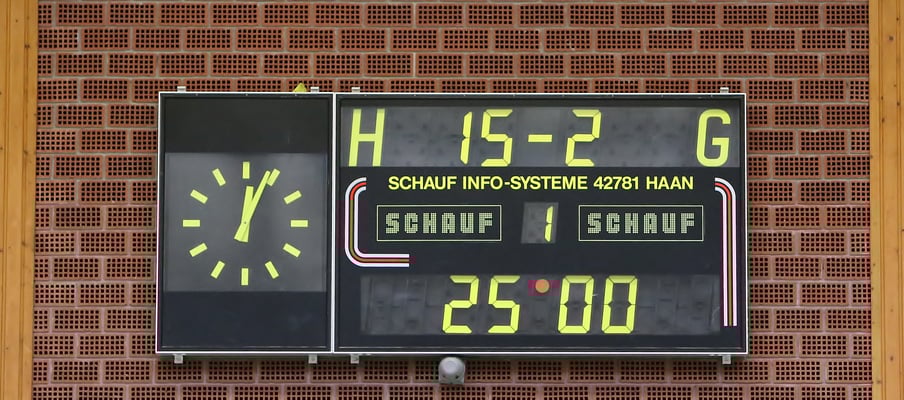 H 15-2 G
SCHAUF INFO-SYSTEME 42781 HAAN
SCHAUF 1 SCHAUF
25 00